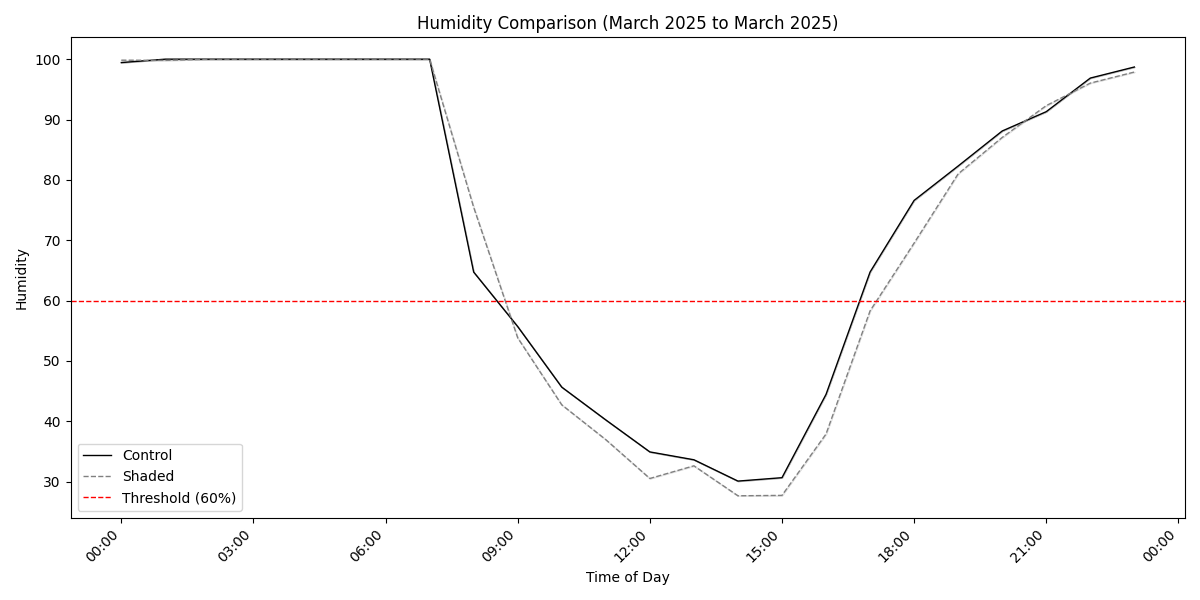 Humidity Comparison (March 2025 to March 2025)
100
90
80
70
60
50
40
30
Humidity
Control
Shaded
Threshold (60%)
00:00
03:00
06:00
09:00
12:00
15:00
18:00
21:00
00:00
Time of Day